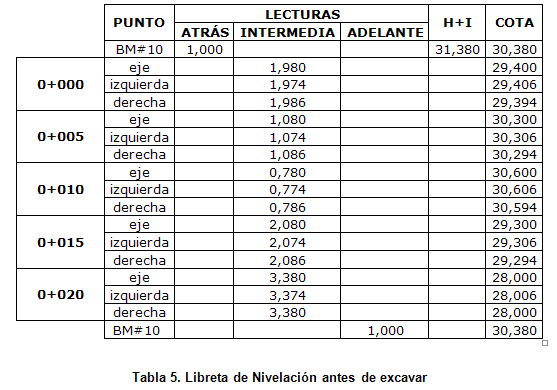 PUNTO LECTURAS H+I COTA
ATRÁS INTERMEDIA ADELANTE
BM#10 1,000 31,380 30,380
0+000 eje 1,980 29,400
izquierda 1,974 29,406
derecha 1,986 29,394
0+005 eje 1,080 30,300
izquierda 1,074 30,306
derecha 1,086 30,294
0+010 eje 0,780 30,600
izquierda 0,774 30,606
derecha 0,786 30,594
0+015 eje 2,080 29,300
izquierda 2,074 29,306
derecha 2,086 29,294
0+020 eje 3,380 28,000
izquierda 3,374 28,006
derecha 3,380 28,000
BM#10 1,000 30,380
Tabla 5. Libreta de Nivelación antes de excavar